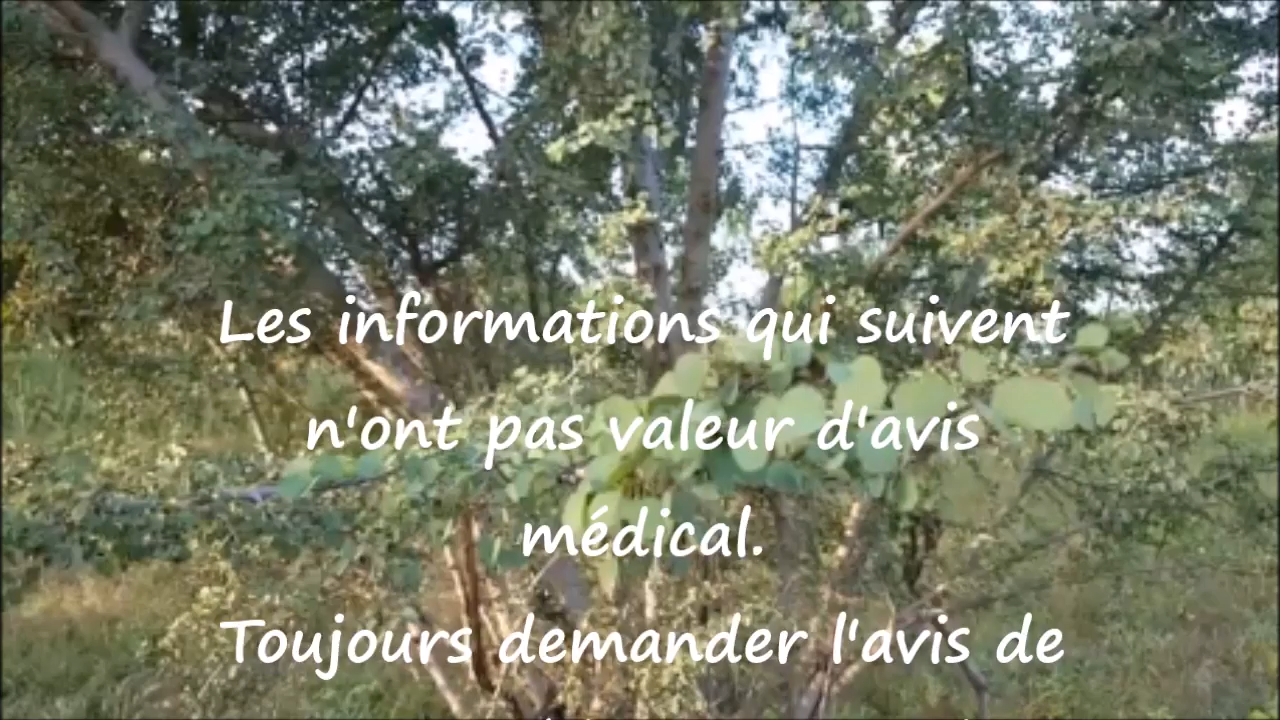 Les informations qui suivent
n'ont pas valeur d'avis
médical.
Toujours demander l'avis de